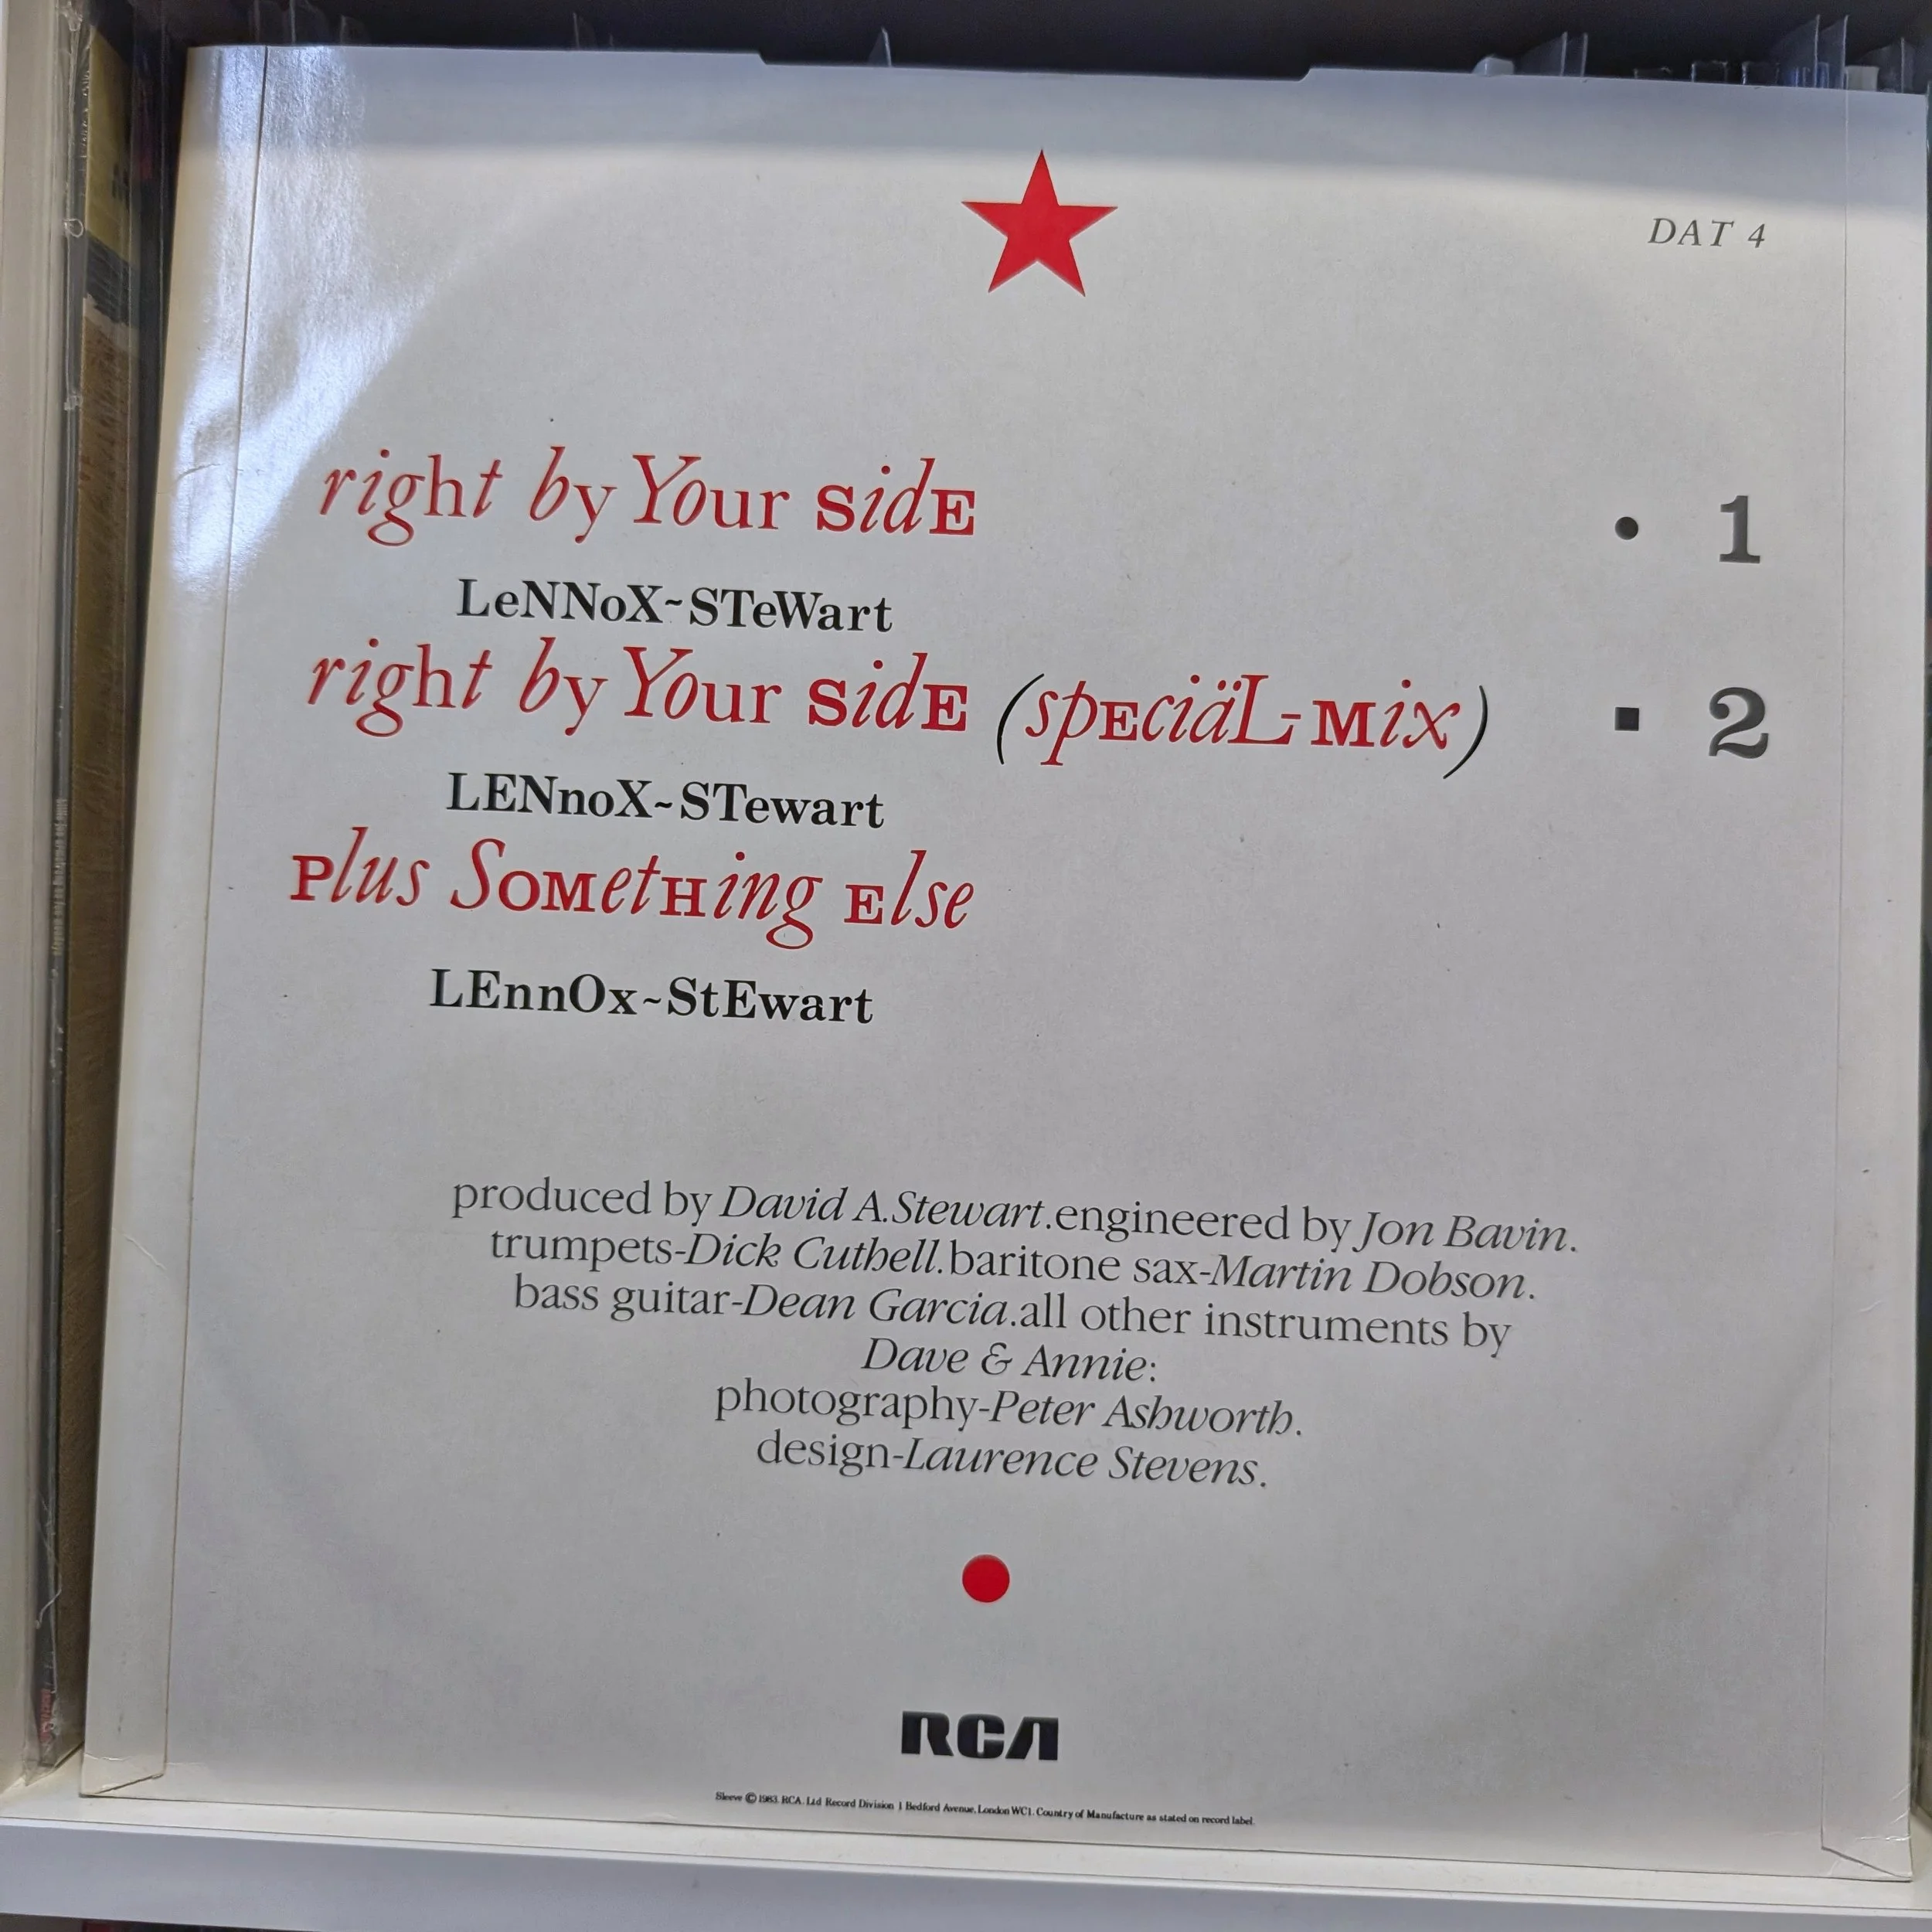 DAT 4
right by Your SidE
• 1
LeNNoX~STeWart
right by Your SidE (spEciäL-Mix)
▪ 2
LENnoX~STewart
Plus SOMetHing Else
LEnnOx~StEwart
produced by David A.Stewart.engineered by Jon Bavin.
trumpets-Dick Cuthell.baritone sax-Martin Dobson.
bass guitar-Dean Garcia.all other instruments by
Dave & Annie:
photography-Peter Ashworth.
design-Laurence Stevens.
RCA
Sleeve © 1983. RCA. Ltd Record Division 1 Bedford Avenue, London WC1. Country of Manufacture as stated on record label.